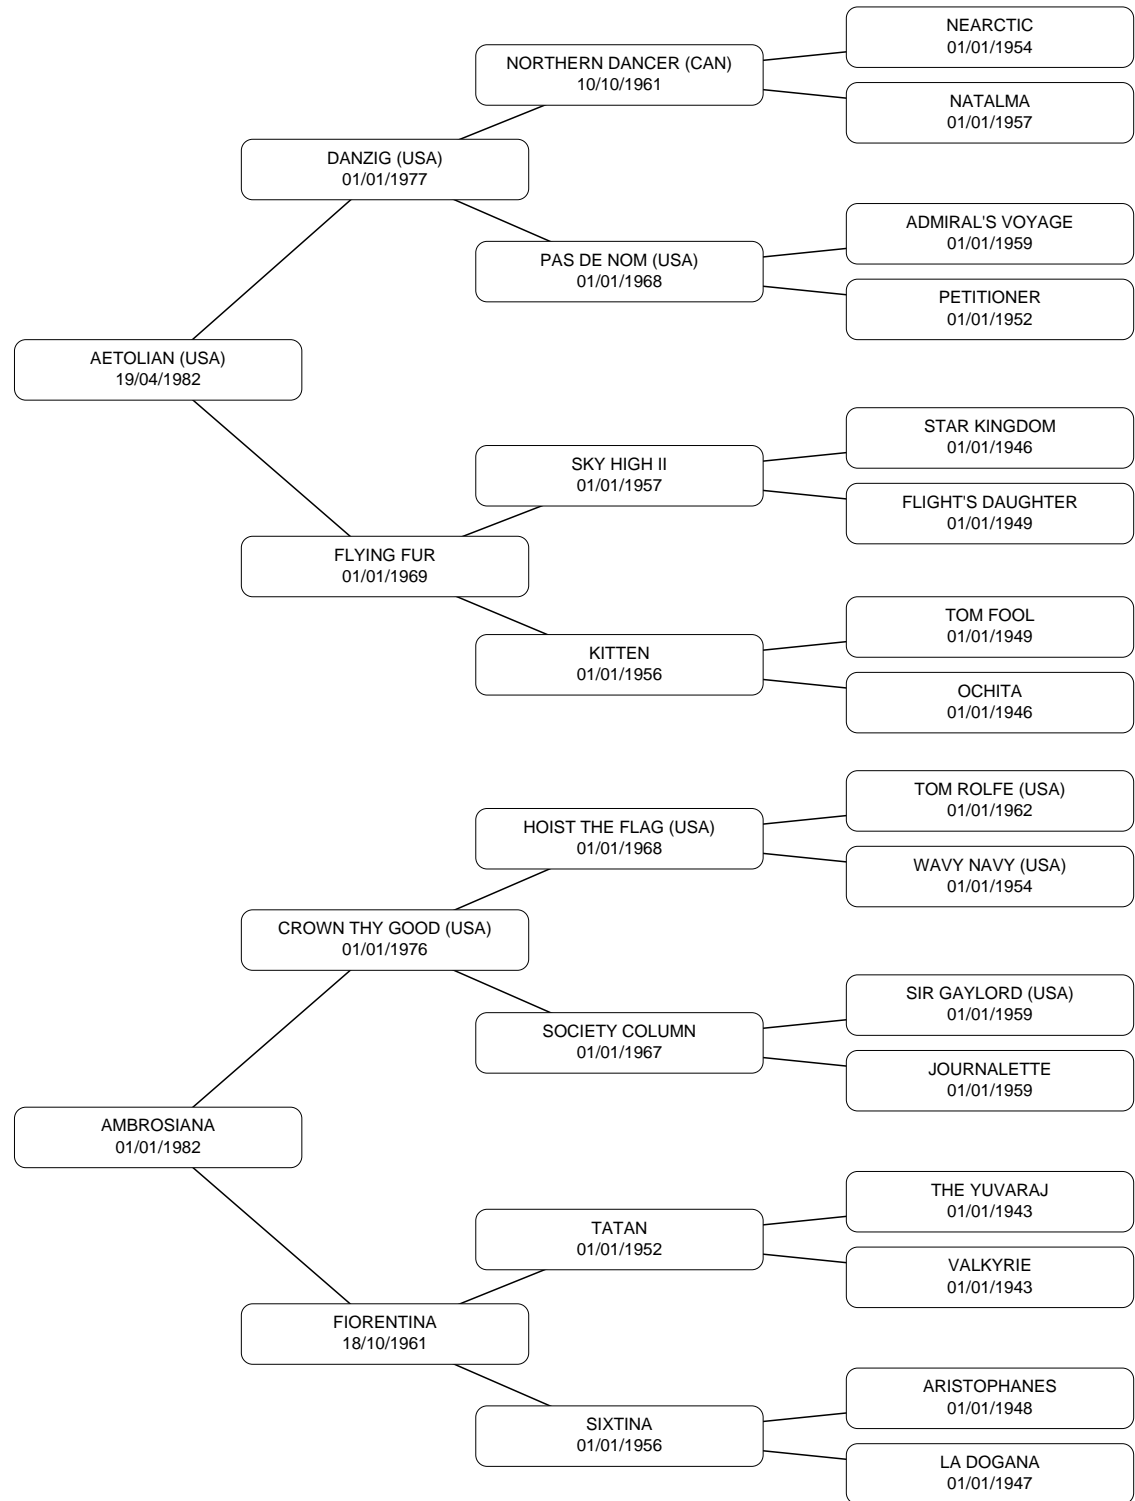 NEARCTIC
01/01/1954
NORTHERN DANCER (CAN)
10/10/1961
NATALMA
01/01/1957
DANZIG (USA)
01/01/1977
ADMIRAL'S VOYAGE
01/01/1959
PAS DE NOM (USA)
01/01/1968
PETITIONER
01/01/1952
AETOLIAN (USA)
19/04/1982
STAR KINGDOM
01/01/1946
SKY HIGH II
01/01/1957
FLIGHT'S DAUGHTER
01/01/1949
FLYING FUR
01/01/1969
TOM FOOL
01/01/1949
KITTEN
01/01/1956
OCHITA
01/01/1946
TOM ROLFE (USA)
01/01/1962
HOIST THE FLAG (USA)
01/01/1968
WAVY NAVY (USA)
01/01/1954
CROWN THY GOOD (USA)
01/01/1976
SIR GAYLORD (USA)
01/01/1959
SOCIETY COLUMN
01/01/1967
JOURNALETTE
01/01/1959
AMBROSIANA
01/01/1982
THE YUVARAJ
01/01/1943
TATAN
01/01/1952
VALKYRIE
01/01/1943
FIORENTINA
18/10/1961
ARISTOPHANES
01/01/1948
SIXTINA
01/01/1956
LA DOGANA
01/01/1947